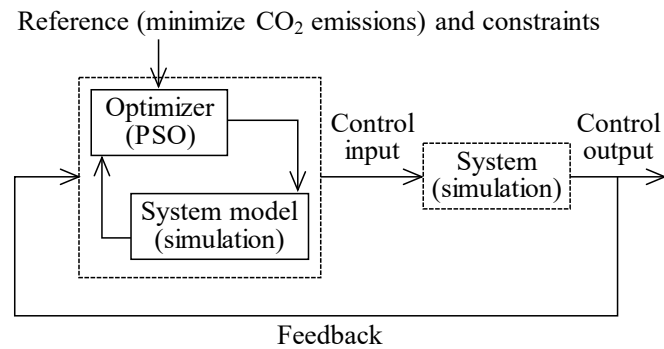 Reference (minimize CO₂ emissions) and constraints
Optimizer
(PSO)
System model
(simulation)
Control
input
System
(simulation)
Control
output
Feedback